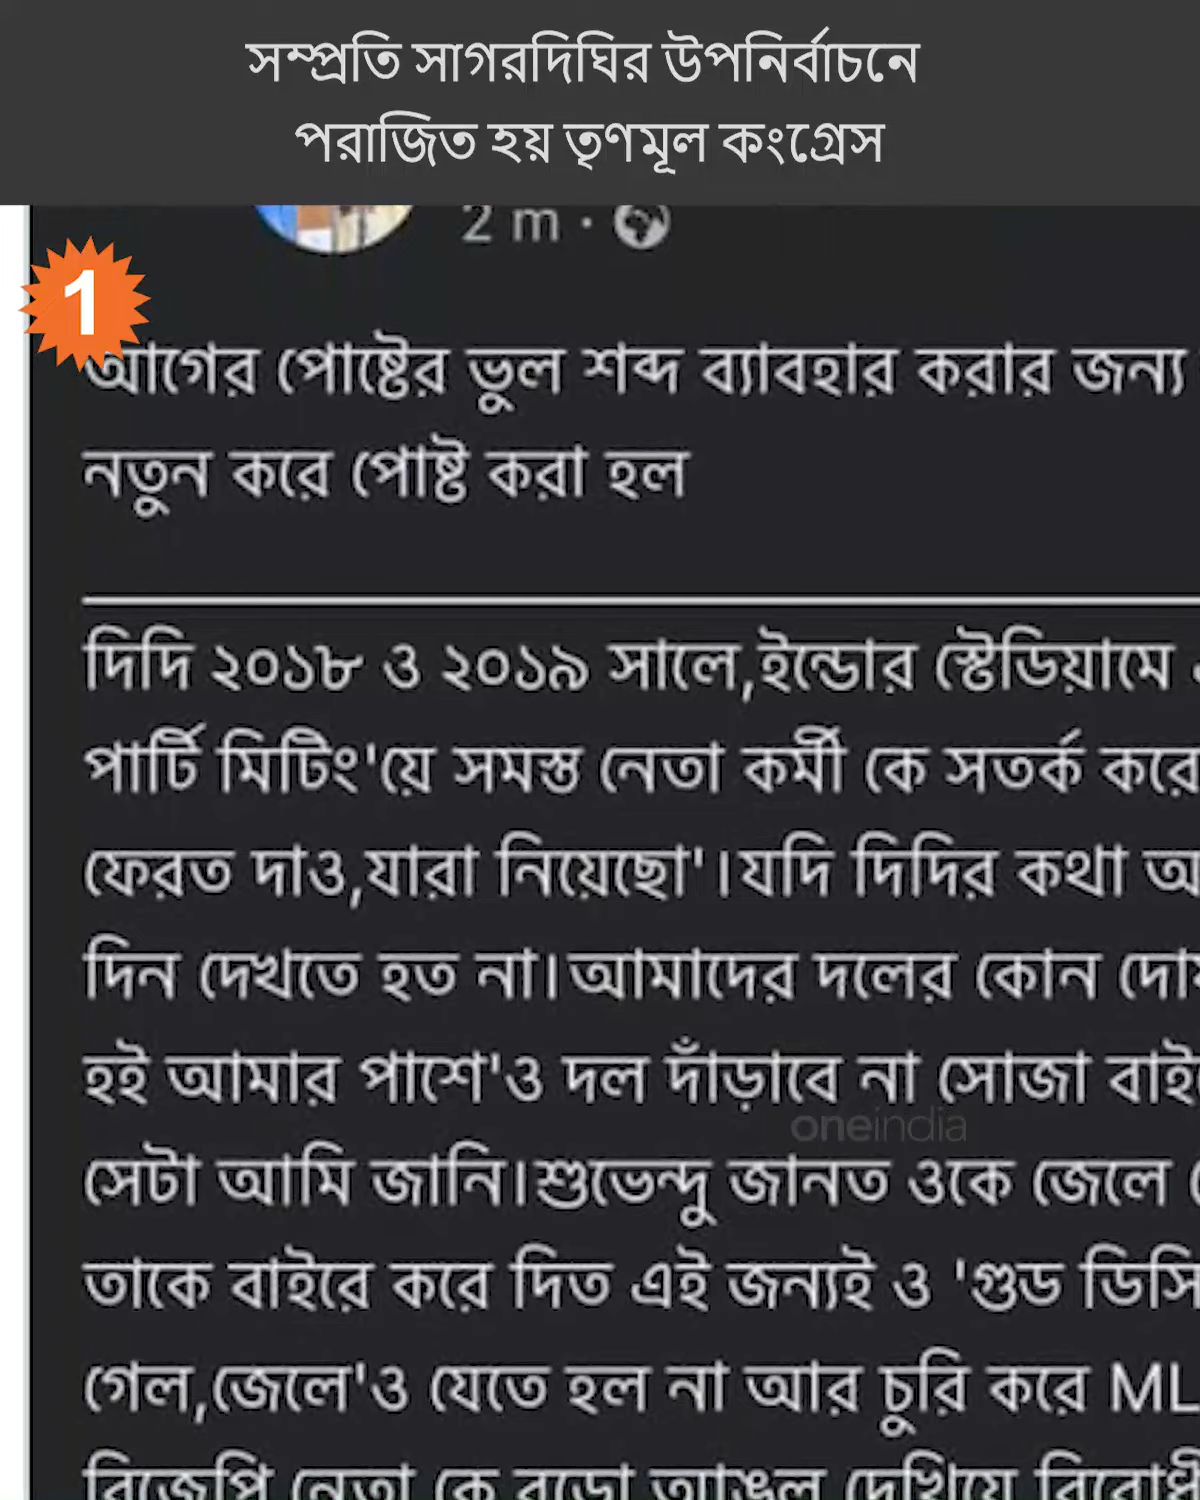 সম্প্রতি সাগরদিঘির উপনির্বাচনে
পরাজিত হয় তৃণমূল কংগ্রেস
2 m ·
1
আগের পোষ্টের ভুল শব্দ ব্যাবহার করার জন্য
নতুন করে পোষ্ট করা হল
দিদি ২০১৮ ও ২০১৯ সালে,ইন্ডোর স্টেডিয়ামে
পার্টি মিটিং'য়ে সমস্ত নেতা কর্মী কে সতর্ক করে
ফেরত দাও,যারা নিয়েছো'।যদি দিদির কথা
দিন দেখতে হত না।আমাদের দলের কোন
হই আমার পাশে'ও দল দাঁড়াবে না সোজা
oneindia
সেটা আমি জানি।শুভেন্দু জানত ওকে জেলে
তাকে বাইরে করে দিত এই জন্যই ও 'গুড
গেল,জেলে'ও যেতে হল না আর চুরি করে
বিজেপি নেতা কে বুড়ো আঙুল দেখিয়ে